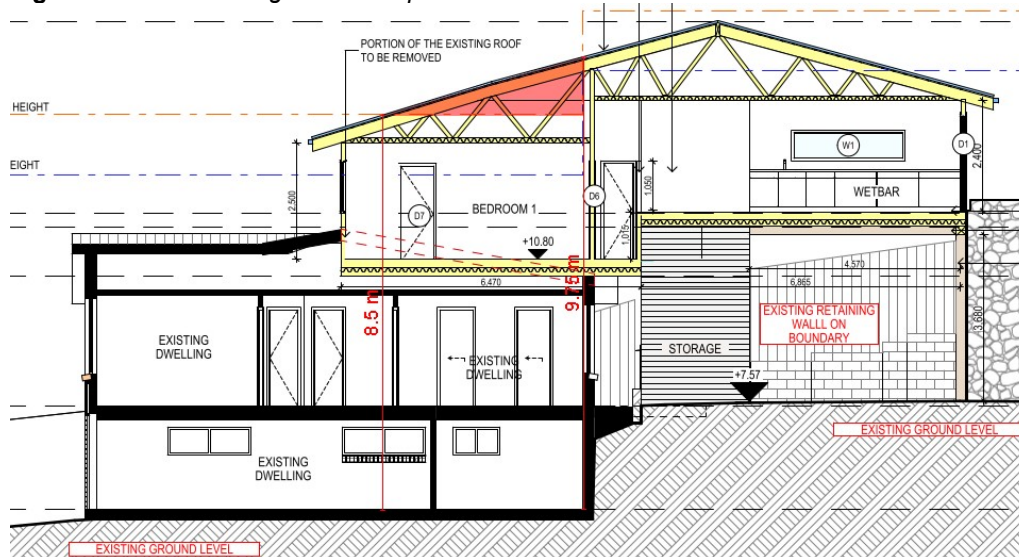 PORTION OF THE EXISTING ROOF
TO BE REMOVED
HEIGHT
EIGHT
W1
D1
2.400
WETBAR
2.500
D7
BEDROOM 1
D6
1.050
1.015
+10.80
4.570
6.470
6.865
8.5 m
9.75 m
EXISTING RETAINING
WALLL ON
BOUNDARY
3.680
EXISTING
DWELLING
EXISTING
DWELLING
STORAGE
+7.57
EXISTING GROUND LEVEL
EXISTING
DWELLING
EXISTING GROUND LEVEL